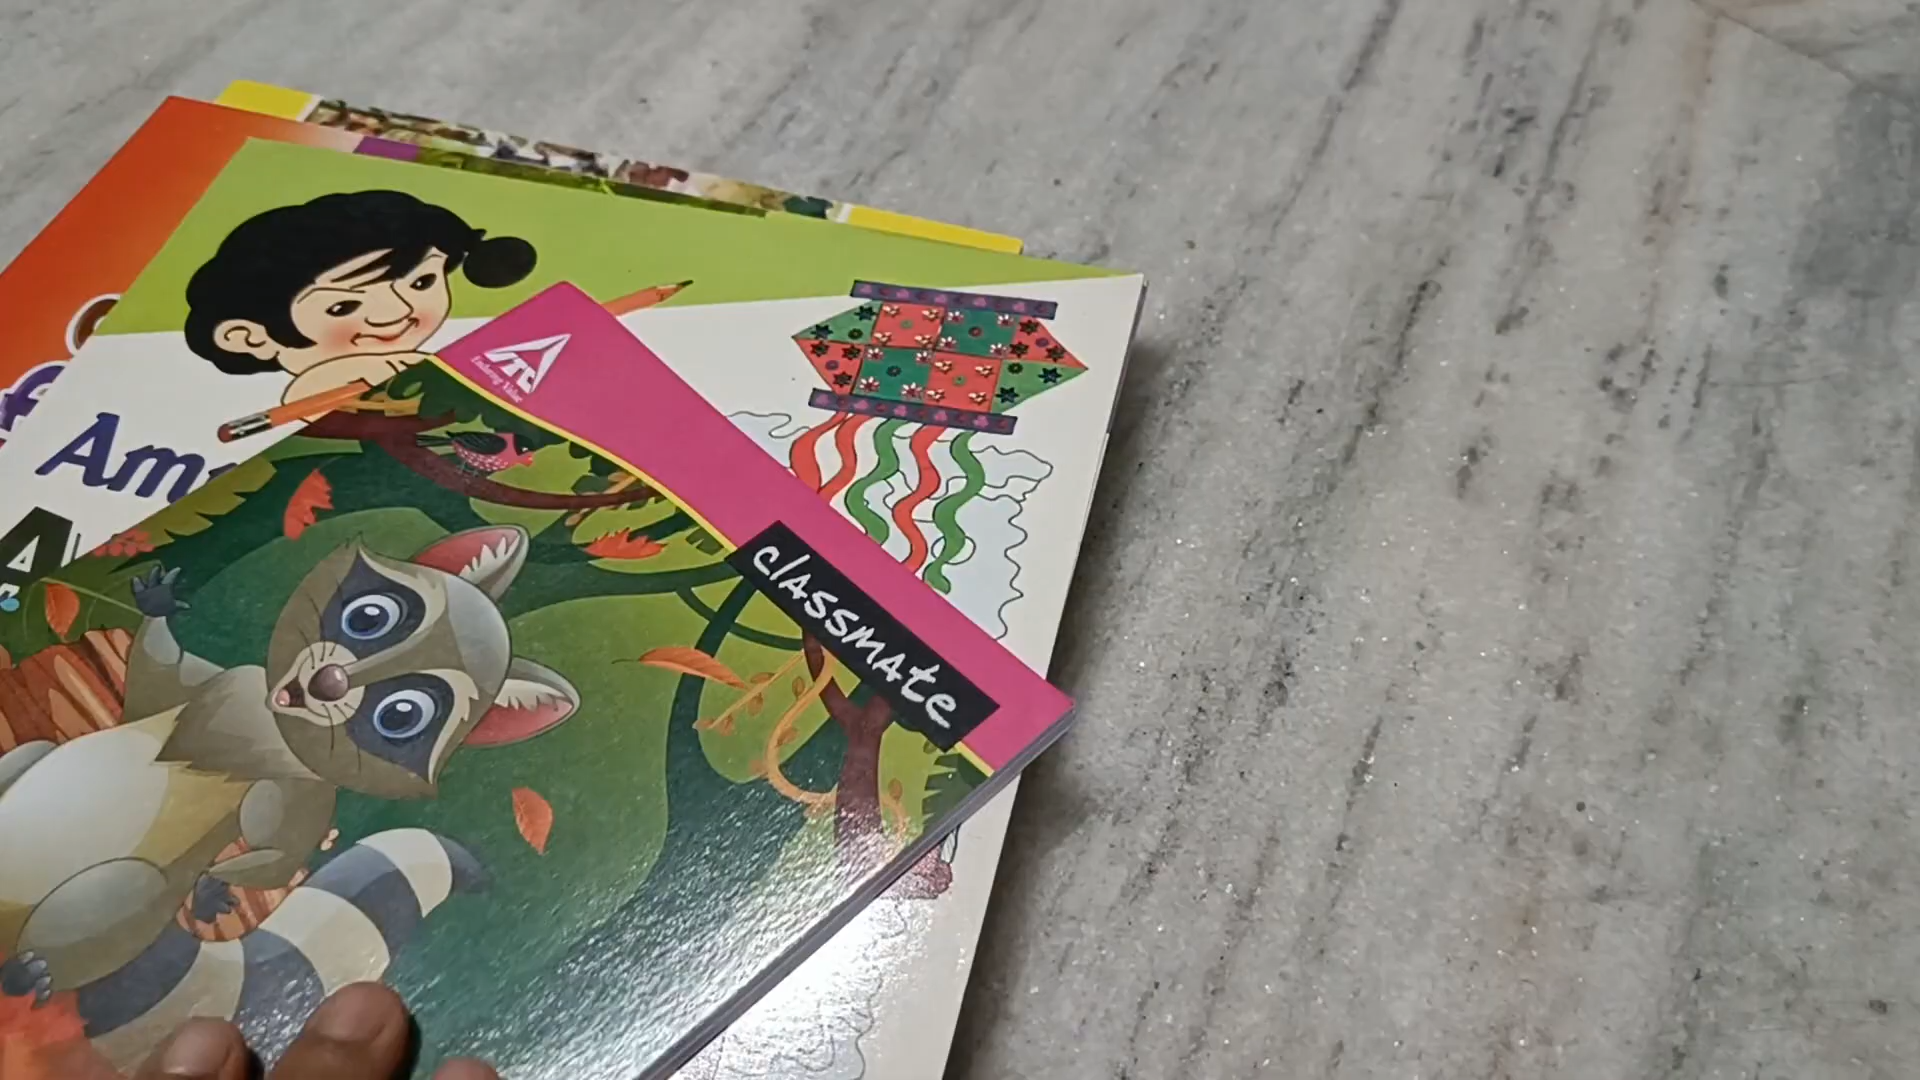 ITC
Enduring Value
classmate
Am
A